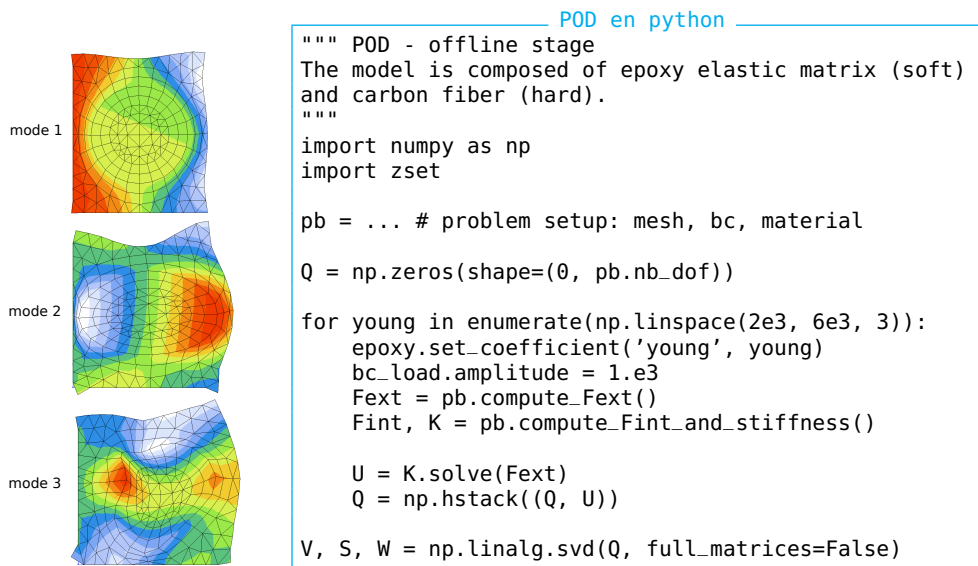 POD en python
""" POD - offline stage
The model is composed of epoxy elastic matrix (soft)
and carbon fiber (hard).
"""
import numpy as np
import zset
pb = ... # problem setup: mesh, bc, material
Q = np.zeros(shape=(0, pb.nb_dof))
for young in enumerate(np.linspace(2e3, 6e3, 3)):
    epoxy.set_coefficient(’young’, young)
    bc_load.amplitude = 1.e3
    Fext = pb.compute_Fext()
    Fint, K = pb.compute_Fint_and_stiffness()
    U = K.solve(Fext)
    Q = np.hstack((Q, U))
V, S, W = np.linalg.svd(Q, full_matrices=False)
mode 1
mode 2
mode 3